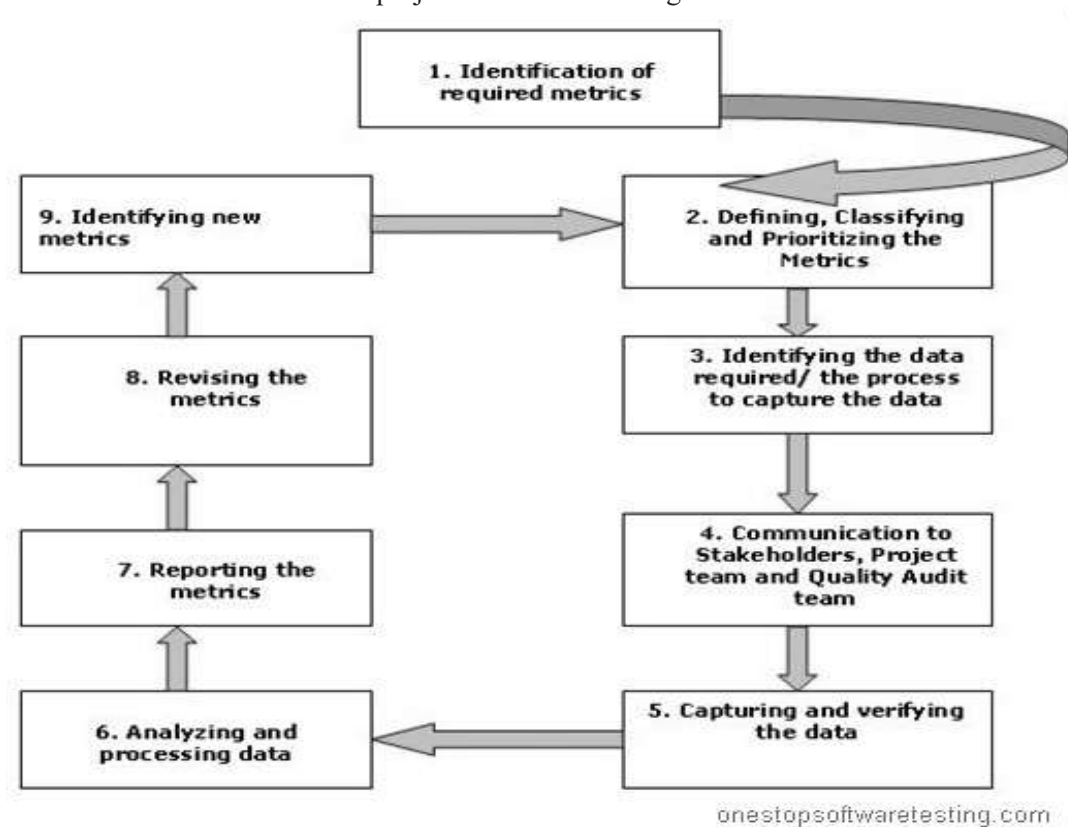 1. Identification of
required metrics
2. Defining, Classifying
and Prioritizing the
Metrics
3. Identifying the data
required/ the process
to capture the data
4. Communication to
Stakeholders, Project
team and Quality Audit
team
5. Capturing and verifying
the data
6. Analyzing and
processing data
7. Reporting the
metrics
8. Revising the
metrics
9. Identifying new
metrics
onestopsoftwaretesting.com